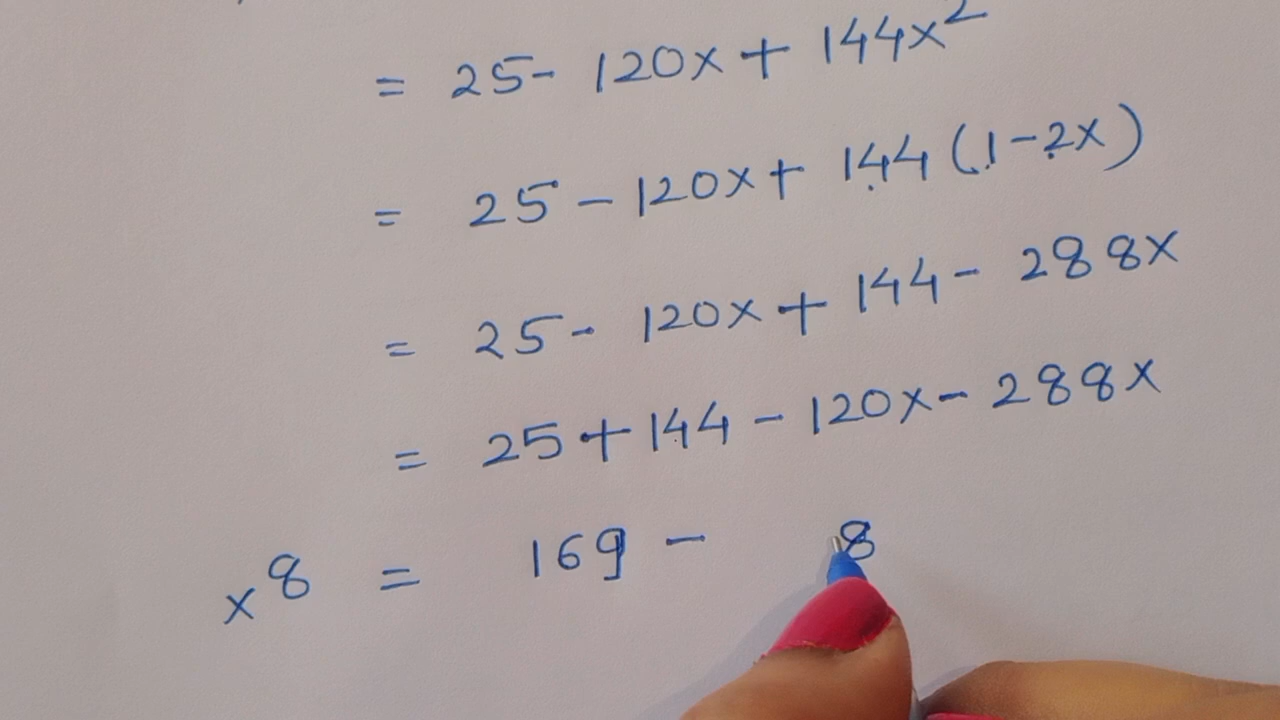 = 25- 120x + 144x²
= 25 - 120x + 144 (1-2x)
= 25 - 120x + 144 - 288x
= 25 + 144 - 120x - 288x
x⁸ = 169 - 8